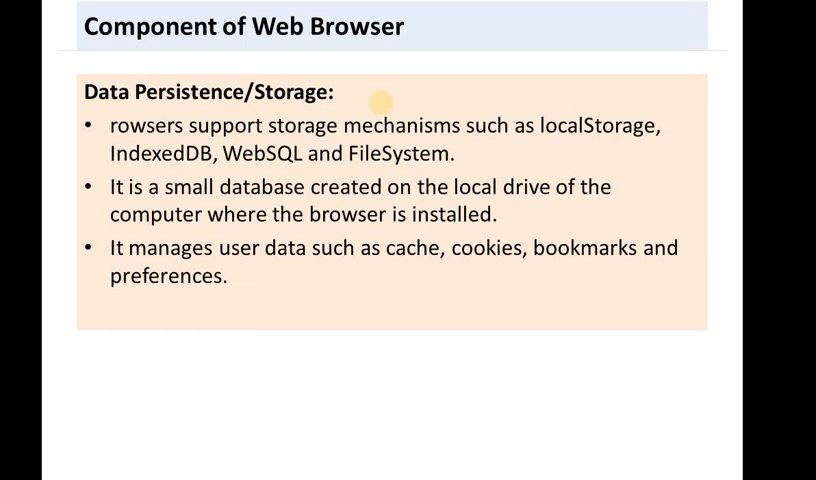 Component of Web Browser
Data Persistence/Storage:
• rowsers support storage mechanisms such as localStorage,
IndexedDB, WebSQL and FileSystem.
• It is a small database created on the local drive of the
computer where the browser is installed.
• It manages user data such as cache, cookies, bookmarks and
preferences.